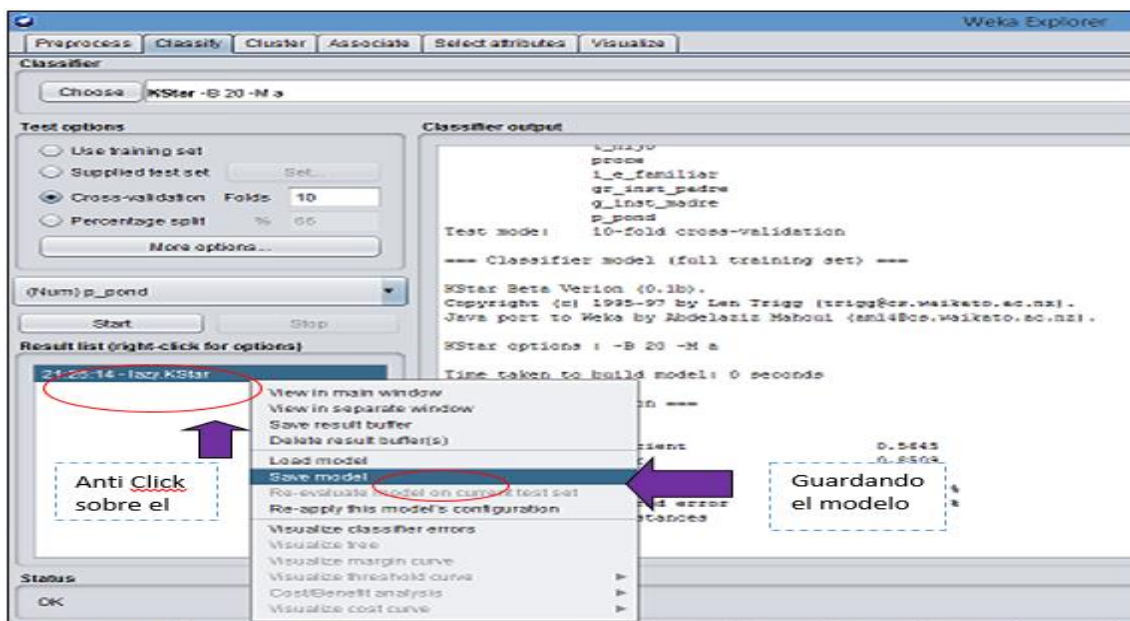 Weka Explorer
Preprocess Classify Cluster Associate Select attributes Visualize
Classifier
Choose KStar -B 20 -M a
Test options
Use training set
Supplied test set Set...
Cross-validation Folds 10
Percentage split % 66
More options...
(Num) p_pond
Start Stop
Result list (right-click for options)
21:25:14 - lazy.KStar
Classifier output
proce
i_e_familiar
gr_inst_padre
g_inst_madre
p_pond
Test mode: 10-fold cross-validation
=== Classifier model (full training set) ===
KStar Beta Verion (0.1b).
Copyright (c) 1995-97 by Len Trigg (trigg@cs.waikato.ac.nz).
Java port to Weka by Abdelaziz Mahoui (am14@cs.waikato.ac.nz).
KStar options : -B 20 -M a
Time taken to build model: 0 seconds
on ===
cient 0.5645
0.8509
%
d error %
stances
View in main window
View in separate window
Save result buffer
Delete result buffer(s)
Load model
Save model
Re-evaluate model on current test set
Re-apply this model's configuration
Visualize classifier errors
Visualize tree
Visualize margin curve
Visualize threshold curve
Cost/Benefit analysis
Visualize cost curve
Anti Click
sobre el
Guardando
el modelo
Status
OK